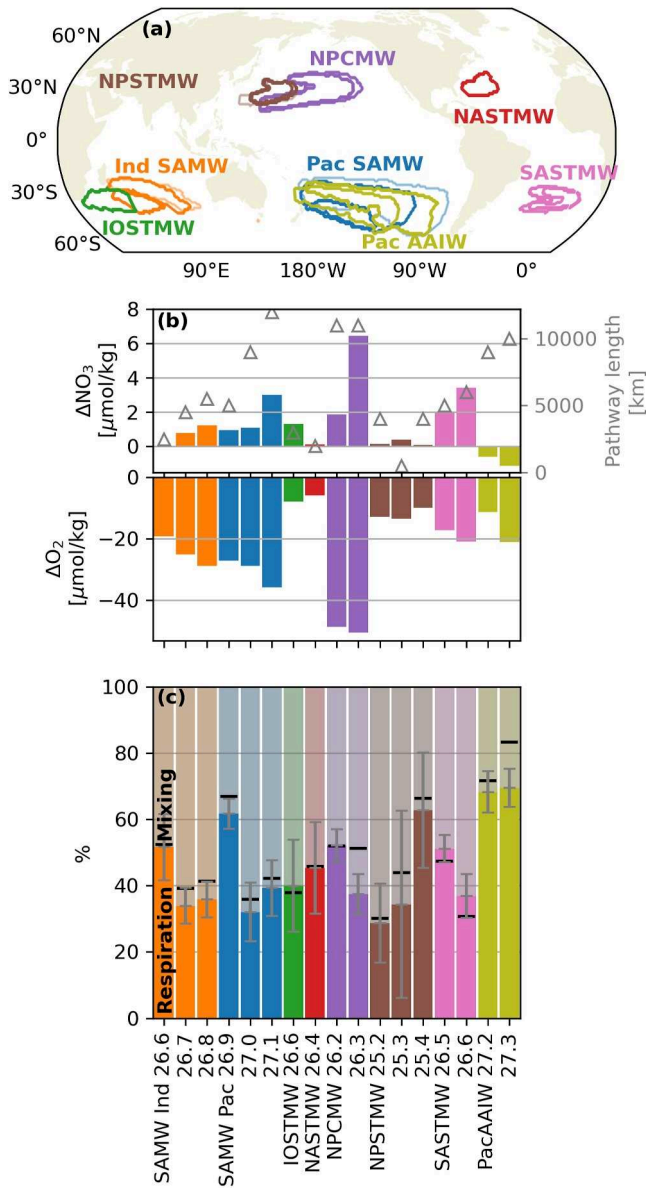 (a)
60°N
30°N
0°
30°S
60°S
NPCMW
NPSTMW
NASTMW
Ind SAMW
Pac SAMW
SASTMW
IOSTMW
Pac AAIW
90°E 180°W 90°W 0°
(b)
ΔNO₃
[μmol/kg]
8
6
4
2
0
Pathway length
[km]
10000
5000
0
ΔO₂
[μmol/kg]
0
−20
−40
(c)
%
100
80
60
40
20
0
Respiration
Mixing
SAMW Ind 26.6
26.7
26.8
SAMW Pac 26.9
27.0
27.1
IOSTMW 26.6
NASTMW 26.4
NPCMW 26.2
26.3
NPSTMW 25.2
25.3
25.4
SASTMW 26.5
26.6
PacAAIW 27.2
27.3